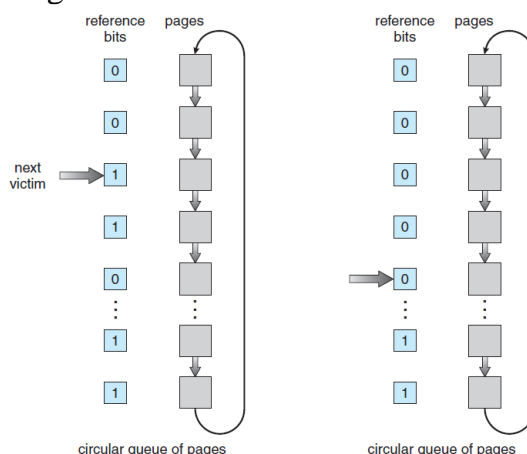 reference pages
bits
0
0
next
victim
1
1
0
1
1
circular queue of pages
reference pages
bits
0
0
0
0
0
1
1
circular queue of pages